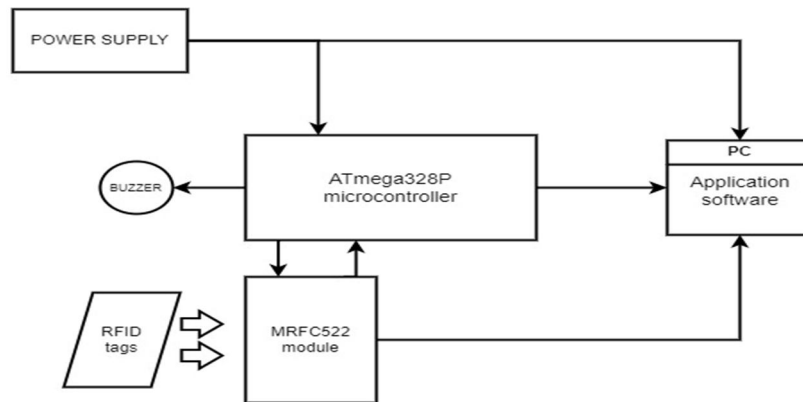 POWER SUPPLY
PC
Application
software
ATmega328P
microcontroller
BUZZER
RFID
tags
MRFC522
module